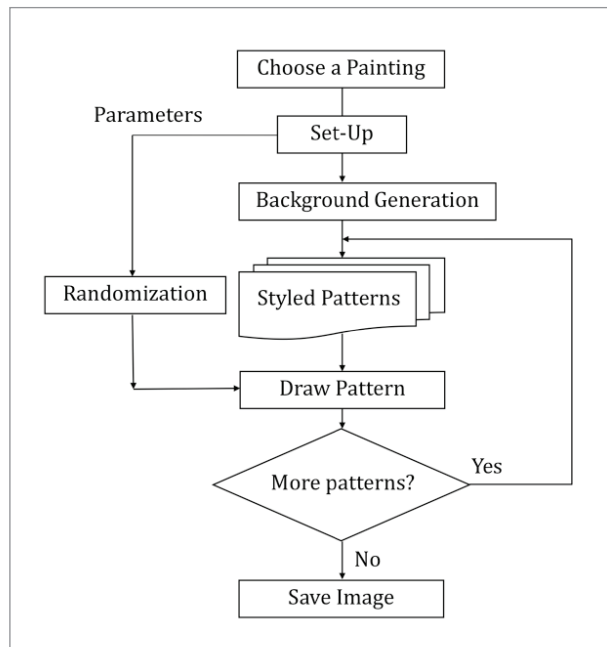 Choose a Painting
Parameters
Set-Up
Background Generation
Styled Patterns
Randomization
Draw Pattern
More patterns?
Yes
No
Save Image